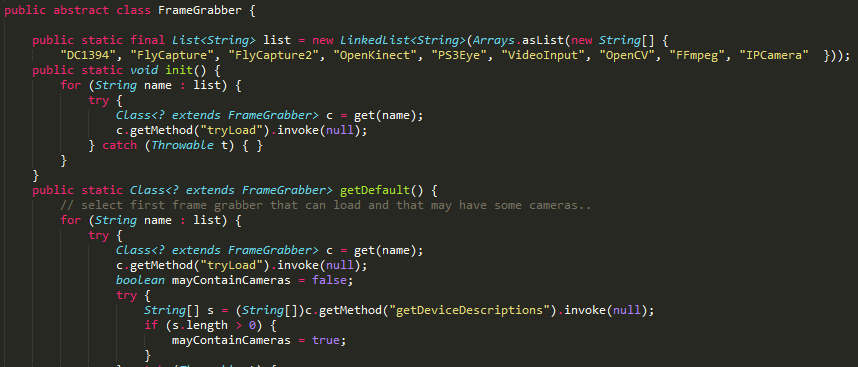 public abstract class FrameGrabber {
public static final List<String> list = new LinkedList<String>(Arrays.asList(new String[] {
"DC1394", "FlyCapture", "FlyCapture2", "OpenKinect", "PS3Eye", "VideoInput", "OpenCV", "FFmpeg", "IPCamera"  }));
public static void init() {
for (String name : list) {
try {
Class<? extends FrameGrabber> c = get(name);
c.getMethod("tryLoad").invoke(null);
} catch (Throwable t) { }
}
}
public static Class<? extends FrameGrabber> getDefault() {
// select first frame grabber that can load and that may have some cameras..
for (String name : list) {
try {
Class<? extends FrameGrabber> c = get(name);
c.getMethod("tryLoad").invoke(null);
boolean mayContainCameras = false;
try {
String[] s = (String[])c.getMethod("getDeviceDescriptions").invoke(null);
if (s.length > 0) {
mayContainCameras = true;
}